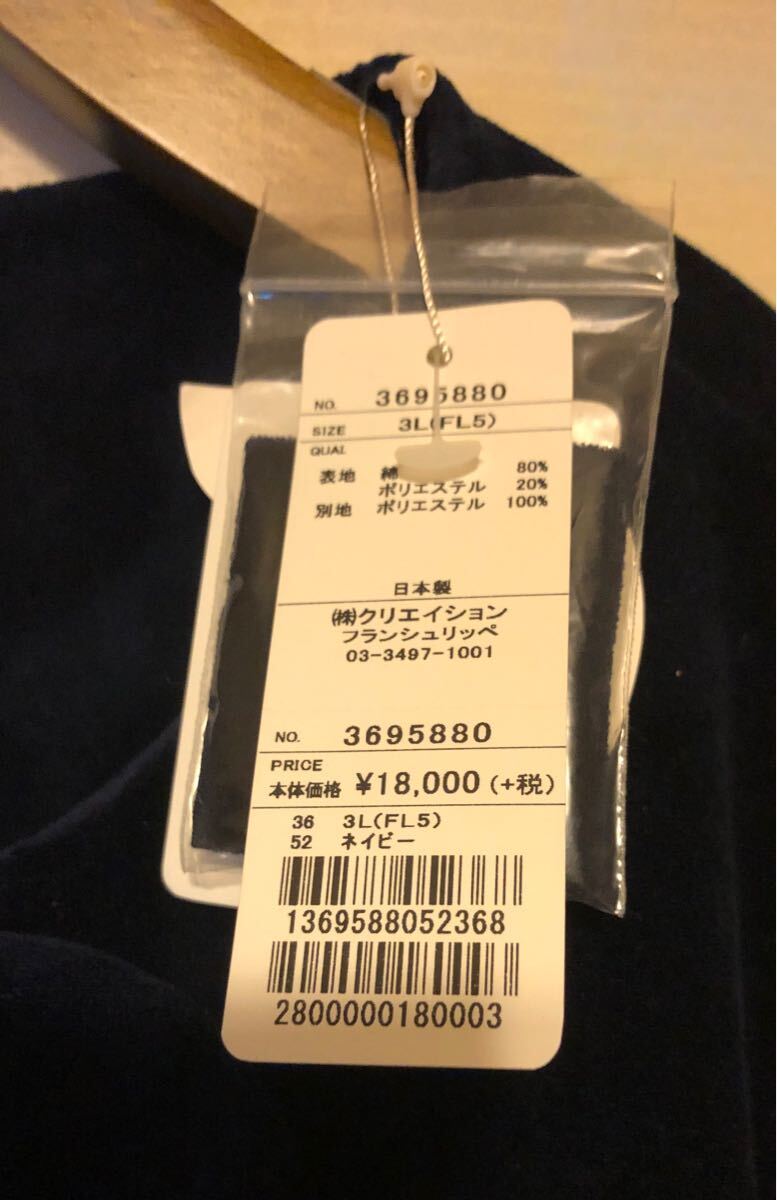 NO. 3695880
SIZE 3L(FL5)
QUAL
表地 綿 80%
ポリエステル 20%
別地 ポリエステル 100%
日本製
㈱クリエイション
フランシュリッペ
03-3497-1001
NO. 3695880
PRICE
本体価格 ¥18,000 (+税)
36 3L(FL5)
52 ネイビー
1369588052368
2800000180003